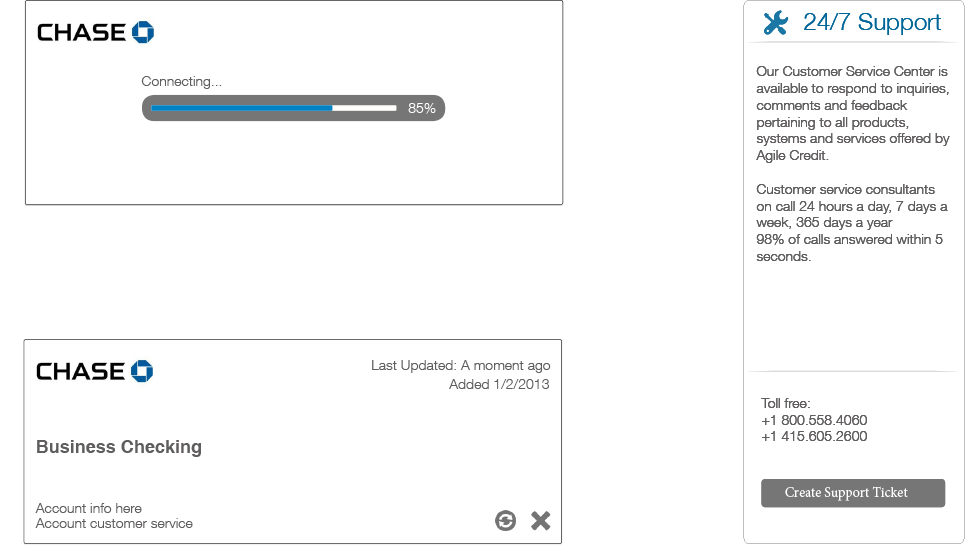 CHASE
Connecting...
85%
CHASE
Last Updated: A moment ago
Added 1/2/2013
Business Checking
Account info here
Account customer service
24/7 Support
Our Customer Service Center is
available to respond to inquiries,
comments and feedback
pertaining to all products,
systems and services offered by
Agile Credit.
Customer service consultants
on call 24 hours a day, 7 days a
week, 365 days a year
98% of calls answered within 5
seconds.
Toll free:
+1 800.558.4060
+1 415.605.2600
Create Support Ticket